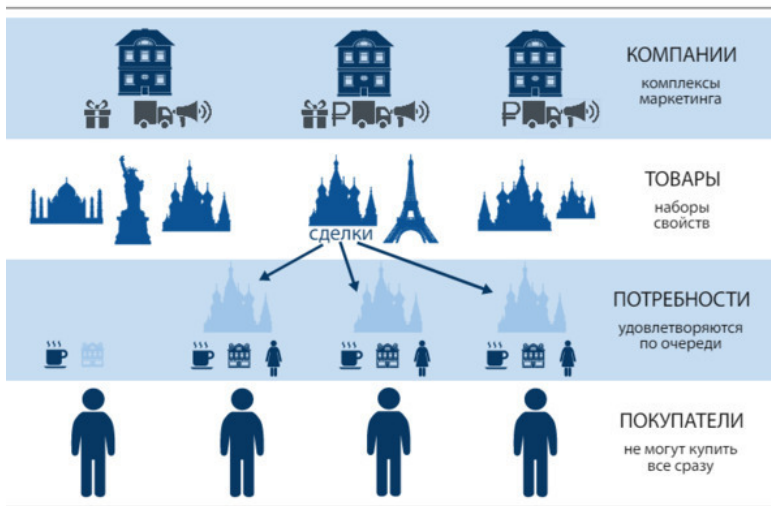 КОМПАНИИ
комплексы
маркетинга
ТОВАРЫ
наборы
свойств
сделки
ПОТРЕБНОСТИ
удовлетворяются
по очереди
ПОКУПАТЕЛИ
не могут купить
все сразу